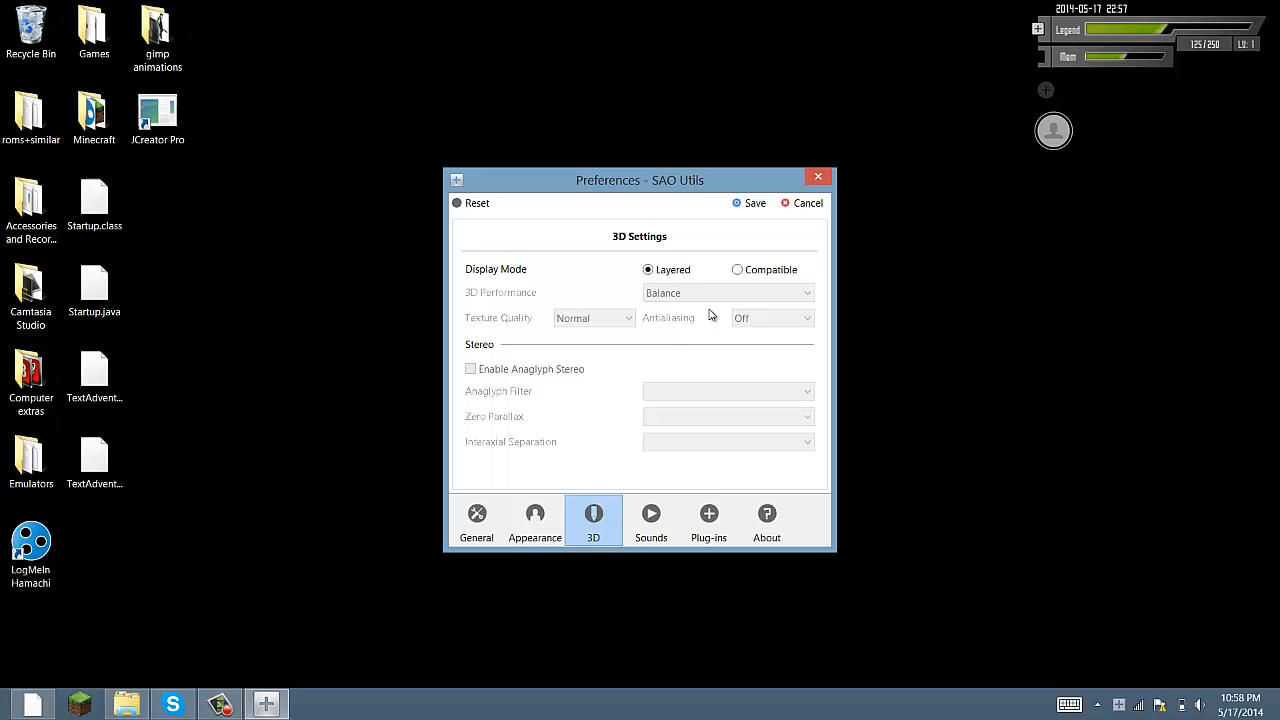 2014-05-17 22:57
Legend
125/250
LV: 1
Mem
Recycle Bin
Games
gimp
animations
roms+similar
Minecraft
JCreator Pro
Accessories
and Recor...
Startup.class
Camtasia
Studio
Startup.java
Computer
extras
TextAdvent...
Emulators
TextAdvent...
LogMeIn
Hamachi
Preferences - SAO Utils
Reset
Save
Cancel
3D Settings
Display Mode
Layered
Compatible
3D Performance
Balance
Texture Quality
Normal
Antialiasing
Off
Stereo
Enable Anaglyph Stereo
Anaglyph Filter
Zero Parallax
Interaxial Separation
General
Appearance
3D
Sounds
Plug-ins
About
10:58 PM
5/17/2014